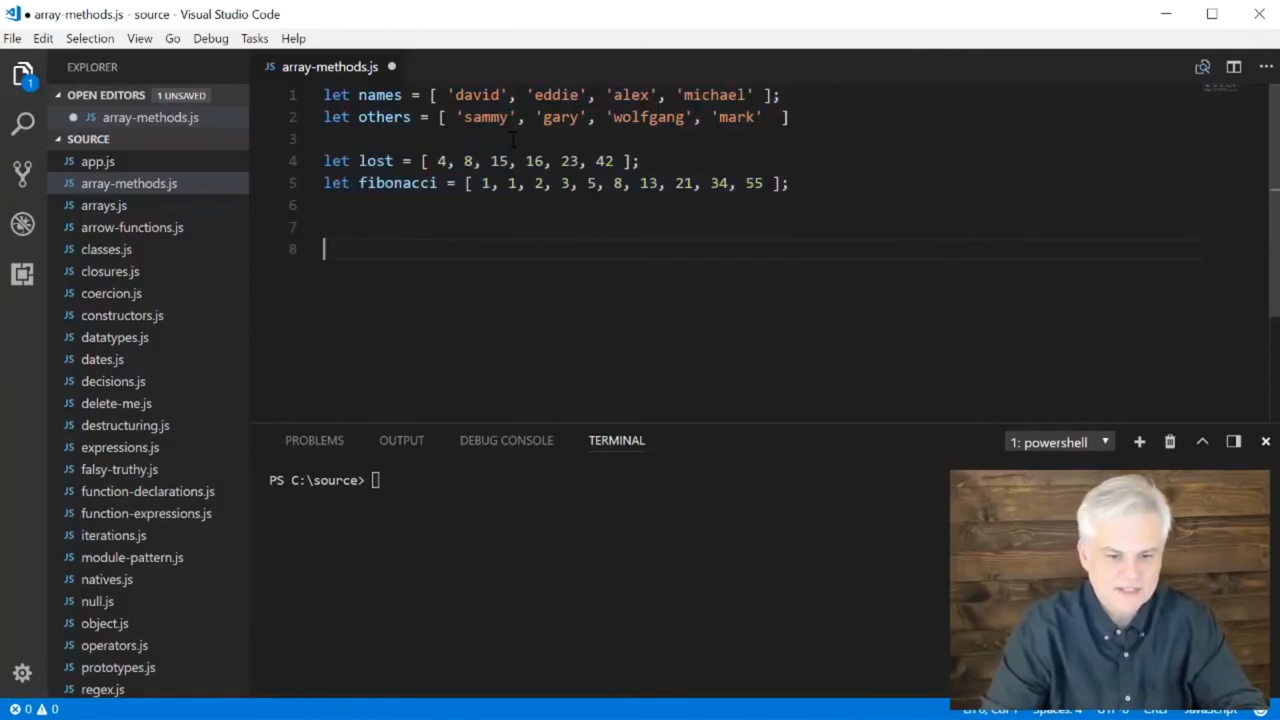 ● array-methods.js - source - Visual Studio Code
File Edit Selection View Go Debug Tasks Help
EXPLORER
OPEN EDITORS 1 UNSAVED
● JS array-methods.js
SOURCE
JS app.js
JS array-methods.js
JS arrays.js
JS arrow-functions.js
JS classes.js
JS closures.js
JS coercion.js
JS constructors.js
JS datatypes.js
JS dates.js
JS decisions.js
JS delete-me.js
JS destructuring.js
JS expressions.js
JS falsy-truthy.js
JS function-declarations.js
JS function-expressions.js
JS iterations.js
JS module-pattern.js
JS natives.js
JS null.js
JS object.js
JS operators.js
JS prototypes.js
JS regex.js
1
JS array-methods.js ●
1 let names = [ 'david', 'eddie', 'alex', 'michael' ];
2 let others = [ 'sammy', 'gary', 'wolfgang', 'mark'  ]
3
4 let lost = [ 4, 8, 15, 16, 23, 42 ];
5 let fibonacci = [ 1, 1, 2, 3, 5, 8, 13, 21, 34, 55 ];
6
7
8
PROBLEMS OUTPUT DEBUG CONSOLE TERMINAL 1: powershell
PS C:\source>
0 0